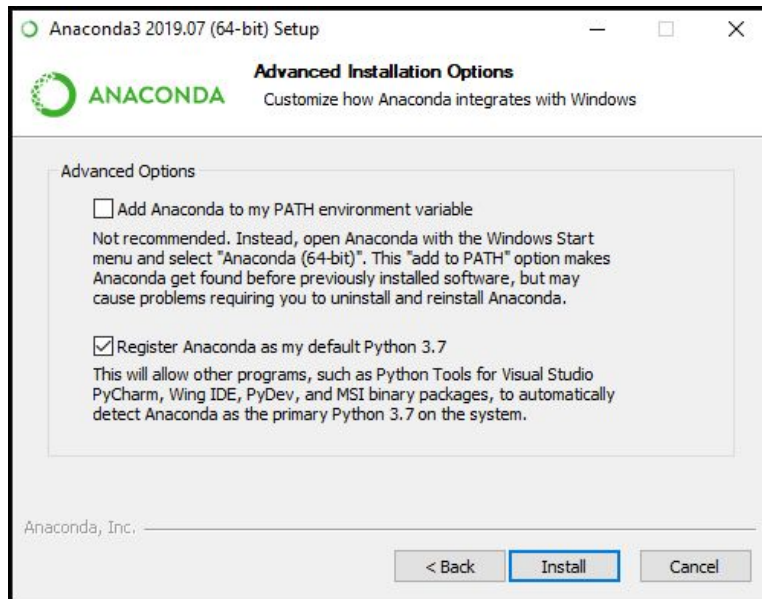 Anaconda3 2019.07 (64-bit) Setup
ANACONDA
Advanced Installation Options
Customize how Anaconda integrates with Windows
Advanced Options
Add Anaconda to my PATH environment variable
Not recommended. Instead, open Anaconda with the Windows Start
menu and select "Anaconda (64-bit)". This "add to PATH" option makes
Anaconda get found before previously installed software, but may
cause problems requiring you to uninstall and reinstall Anaconda.
Register Anaconda as my default Python 3.7
This will allow other programs, such as Python Tools for Visual Studio
PyCharm, Wing IDE, PyDev, and MSI binary packages, to automatically
detect Anaconda as the primary Python 3.7 on the system.
Anaconda, Inc.
< Back
Install
Cancel